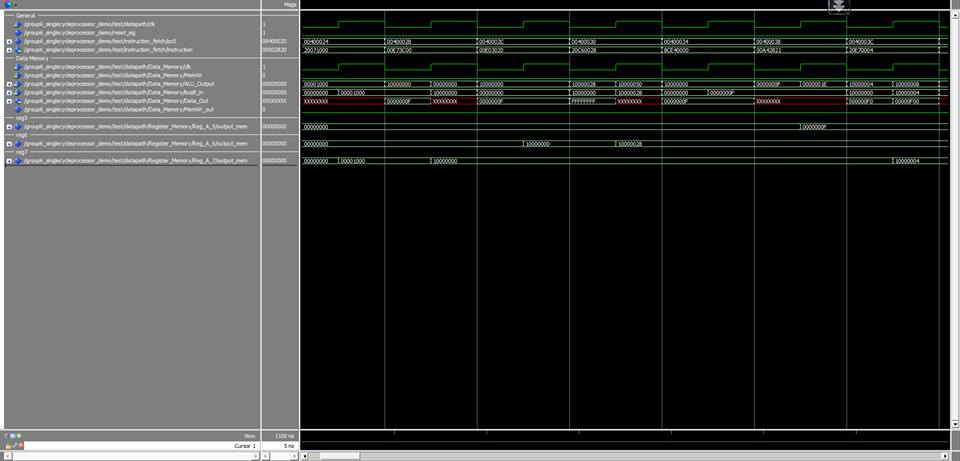 Msgs
General
/group6_singlecycleprocessor_demo/test/datapath/clk 1
/group6_singlecycleprocessor_demo/reset_sig 1
/group6_singlecycleprocessor_demo/test/instruction_fetch/pc0 00400020 00400024 00400028 0040002C 00400030 00400034 00400038 0040003C
/group6_singlecycleprocessor_demo/test/instruction_fetch/instruction 00002820 20071000 00E73C00 00E03020 20C60028 8CE40000 00A42821 20E70004
Data Memory
/group6_singlecycleprocessor_demo/test/datapath/Data_Memory/clk 1
/group6_singlecycleprocessor_demo/test/datapath/Data_Memory/MemWr 0
/group6_singlecycleprocessor_demo/test/datapath/Data_Memory/ALU_Output 00000000 00001000 10000000 00000000 10000000 10000028 10000050 10000000 0000000F 0000001E 10000004 10000008
/group6_singlecycleprocessor_demo/test/datapath/Data_Memory/busB_in 00000000 00000000 00001000 10000000 00000000 10000000 10000028 00000000 0000000F 10000000 10000004
/group6_singlecycleprocessor_demo/test/datapath/Data_Memory/Data_Out XXXXXXXX XXXXXXXX 0000000F XXXXXXXX 0000000F FFFFFFFF XXXXXXXX 0000000F XXXXXXXX 000000F0 00000F00
/group6_singlecycleprocessor_demo/test/datapath/Data_Memory/MemWr_out 0
reg5
/group6_singlecycleprocessor_demo/test/datapath/Register_Memory/Reg_A_5/output_mem 00000000 00000000 0000000F
reg6
/group6_singlecycleprocessor_demo/test/datapath/Register_Memory/Reg_A_6/output_mem 00000000 00000000 10000000 10000028
reg7
/group6_singlecycleprocessor_demo/test/datapath/Register_Memory/Reg_A_7/output_mem 00000000 00000000 00001000 10000000 10000004
Now 1100 ns
Cursor 1 5 ns